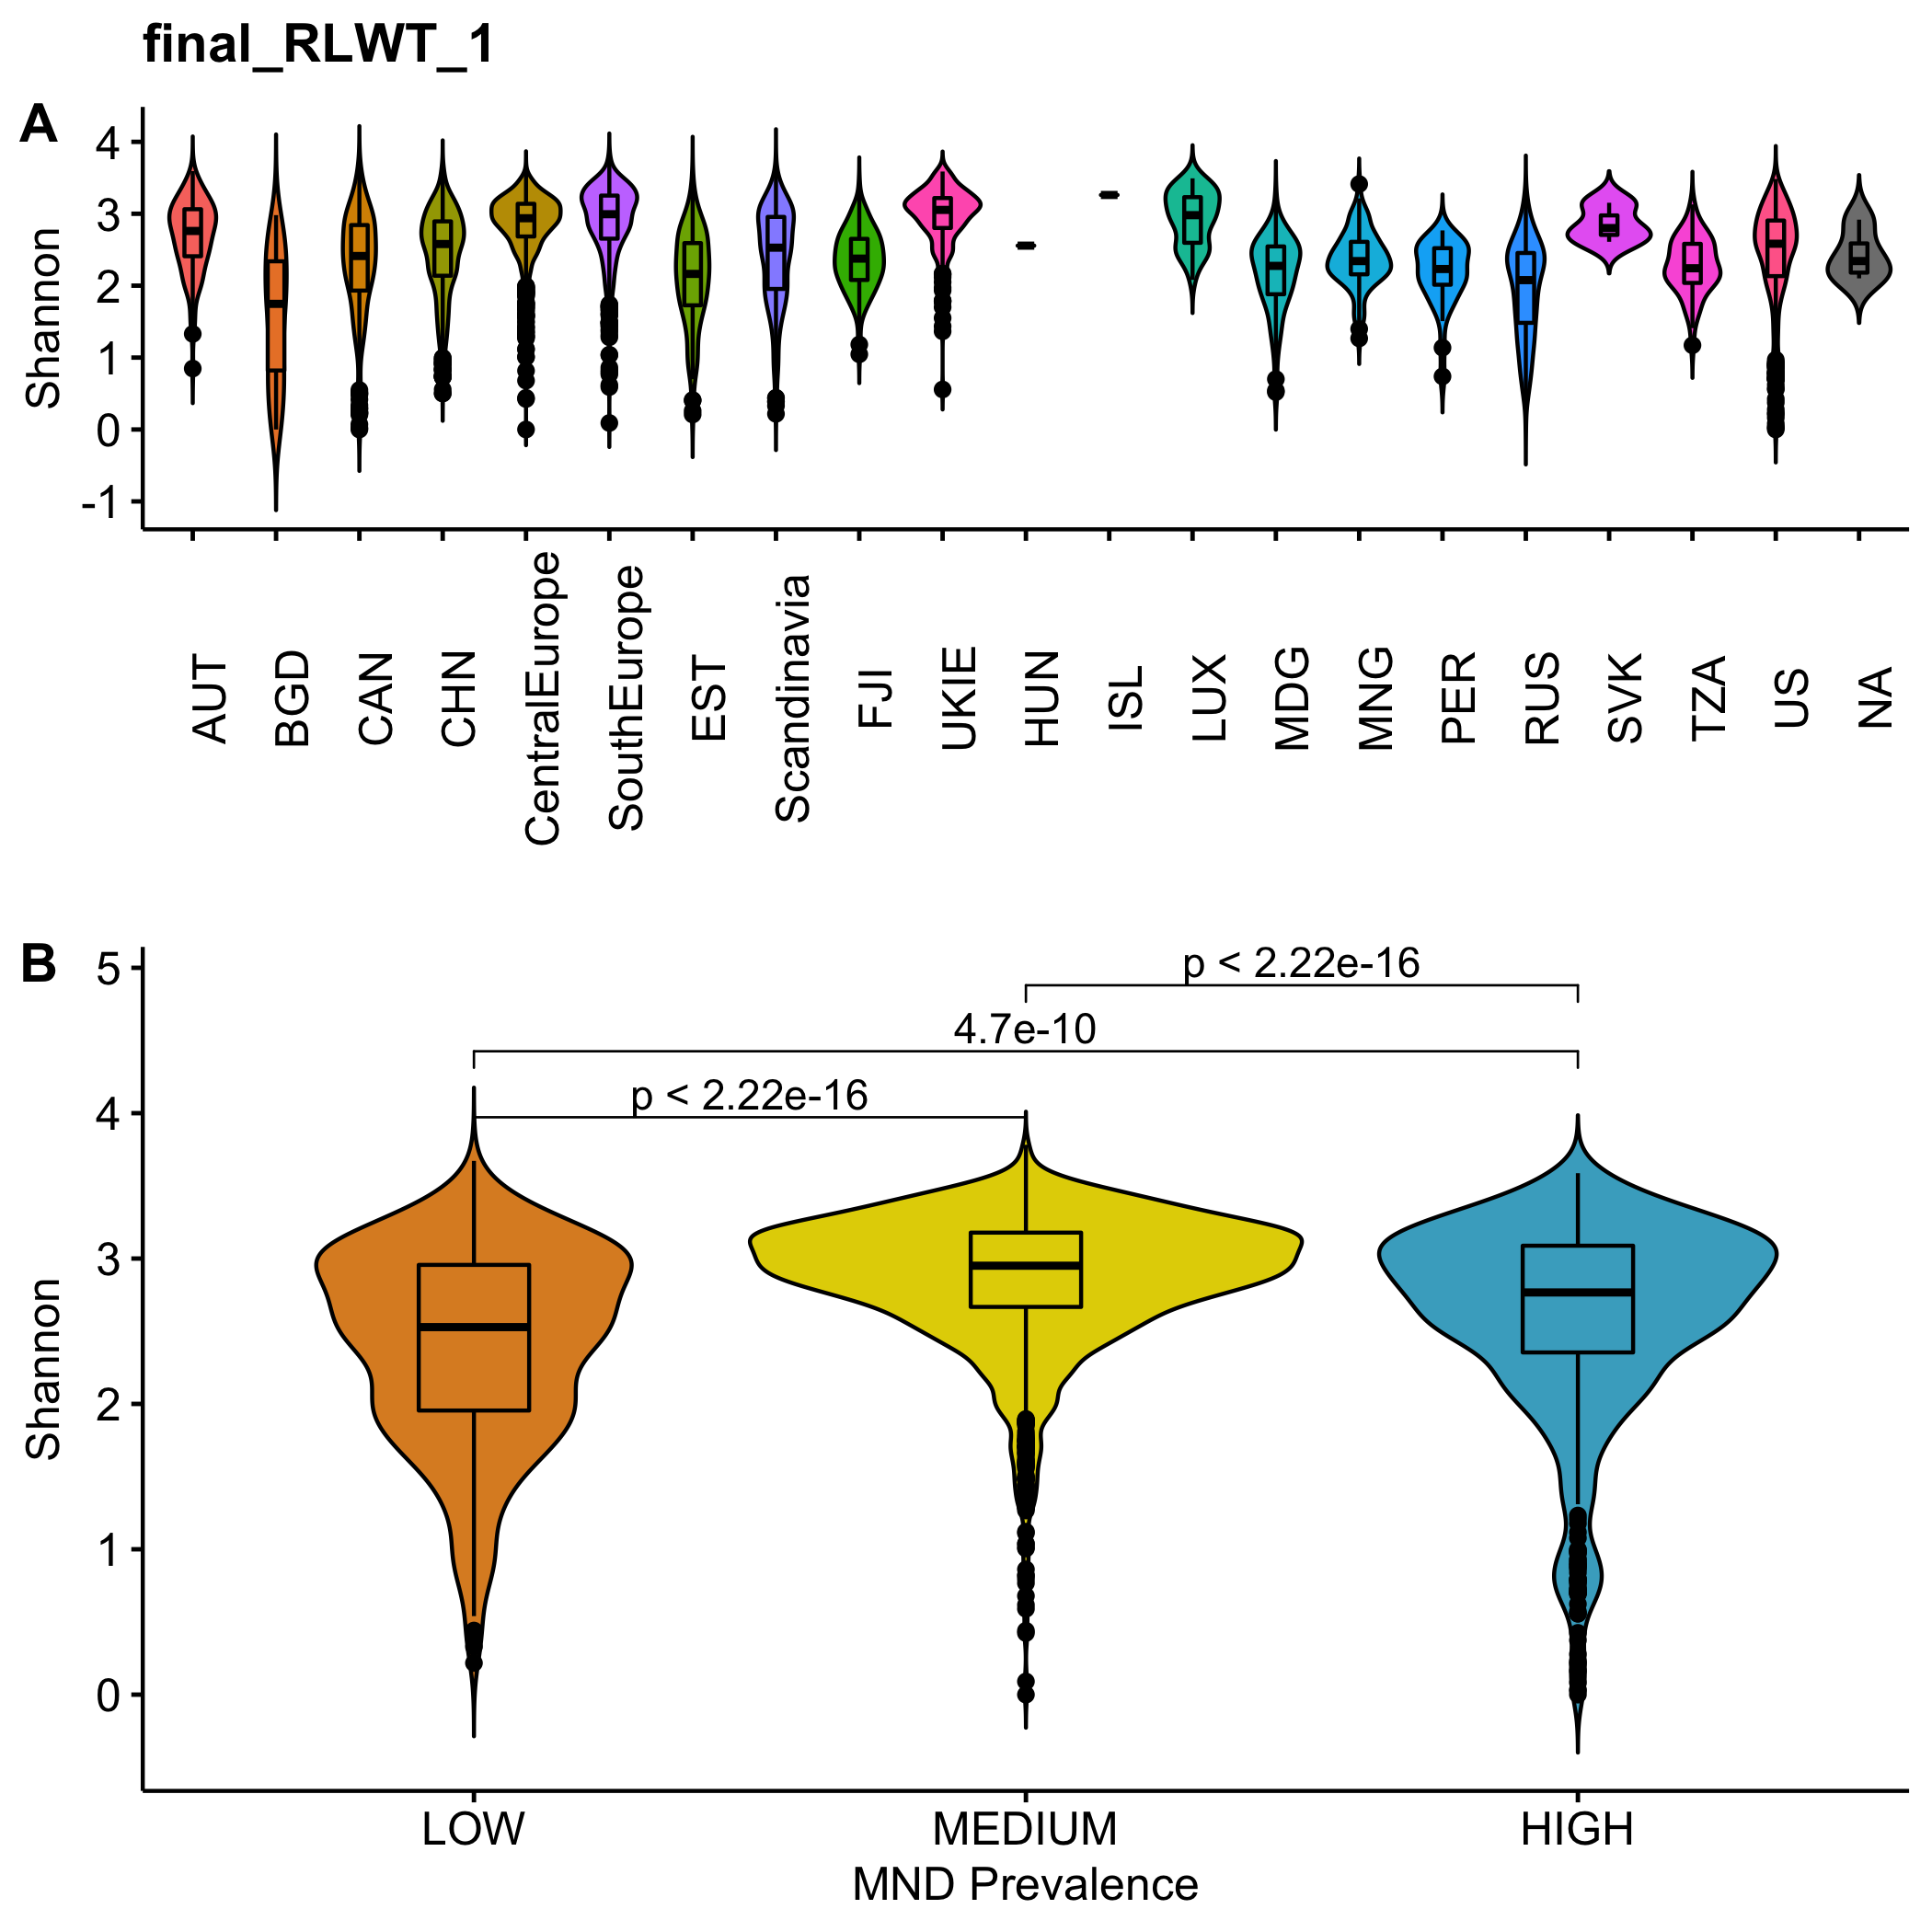 final_RLWT_1
A
Shannon
4
3
2
1
0
-1
AUT
BGD
CAN
CHN
CentralEurope
SouthEurope
EST
Scandinavia
FJI
UKIE
HUN
ISL
LUX
MDG
MNG
PER
RUS
SVK
TZA
US
NA
B
Shannon
5
4
3
2
1
0
p < 2.22e-16
4.7e-10
p < 2.22e-16
LOW
MEDIUM
HIGH
MND Prevalence